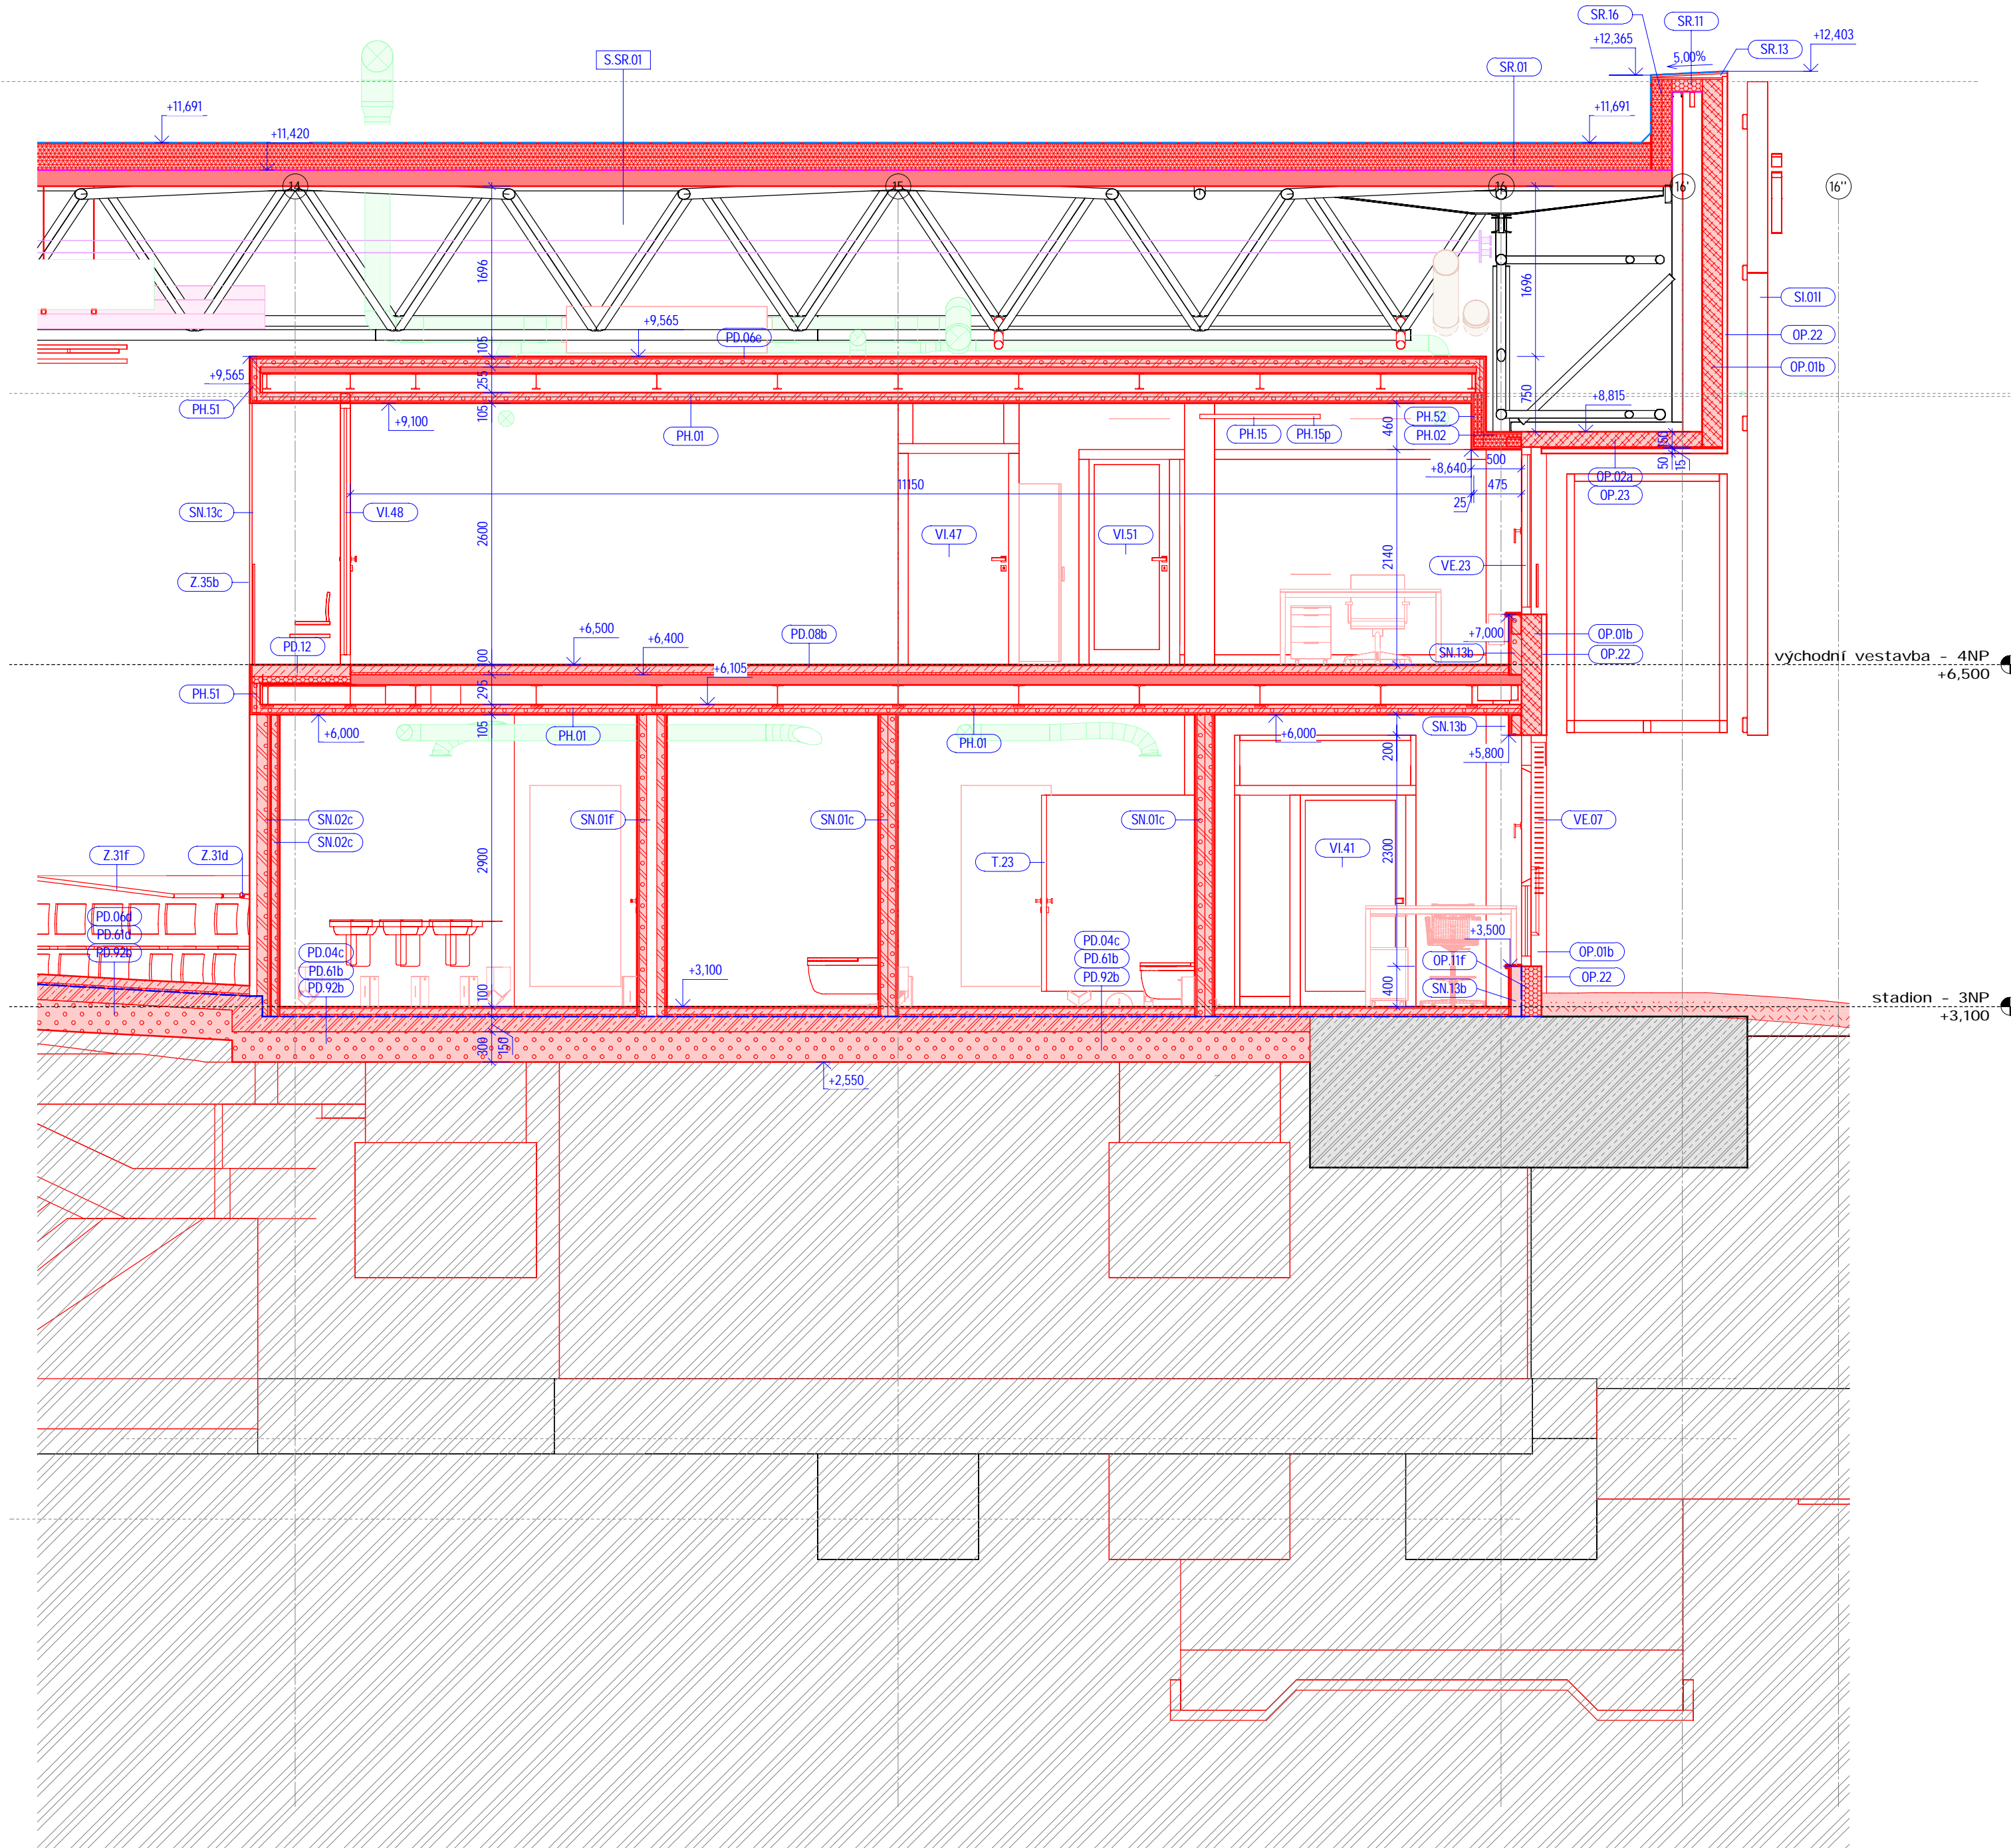 SR.16
SR.11
+12,365
5,00%
SR.13
+12,403
S.SR.01
SR.01
+11,691
+11,420
+11,691
14
15
16
16'
16''
1696
1696
SI.01l
+9,565
PD.06e
105
OP.22
+9,565
255
OP.01b
PH.51
105
+9,100
PH.01
750
+8,815
460
PH.15
PH.15p
PH.52
PH.02
150
50
15
+8,640
500
11150
475
25
OP.02a
OP.23
SN.13c
VI.48
2600
VI.47
VI.51
2140
VE.23
Z.35b
+7,000
OP.01b
PD.12
+6,500
+6,400
PD.08b
SN.13b
OP.22
východní vestavba - 4NP
+6,500
100
+6,105
PH.51
295
105
+6,000
PH.01
PH.01
+6,000
SN.13b
200
+5,800
SN.02c
SN.02c
SN.01f
SN.01c
SN.01c
VE.07
VI.41
2300
Z.31f
Z.31d
2900
T.23
PD.06d
PD.61d
PD.92b
PD.04c
PD.61b
PD.92b
PD.04c
PD.61b
PD.92b
+3,500
OP.01b
OP.11f
OP.22
SN.13b
+3,100
100
400
stadion - 3NP
+3,100
300
150
+2,550